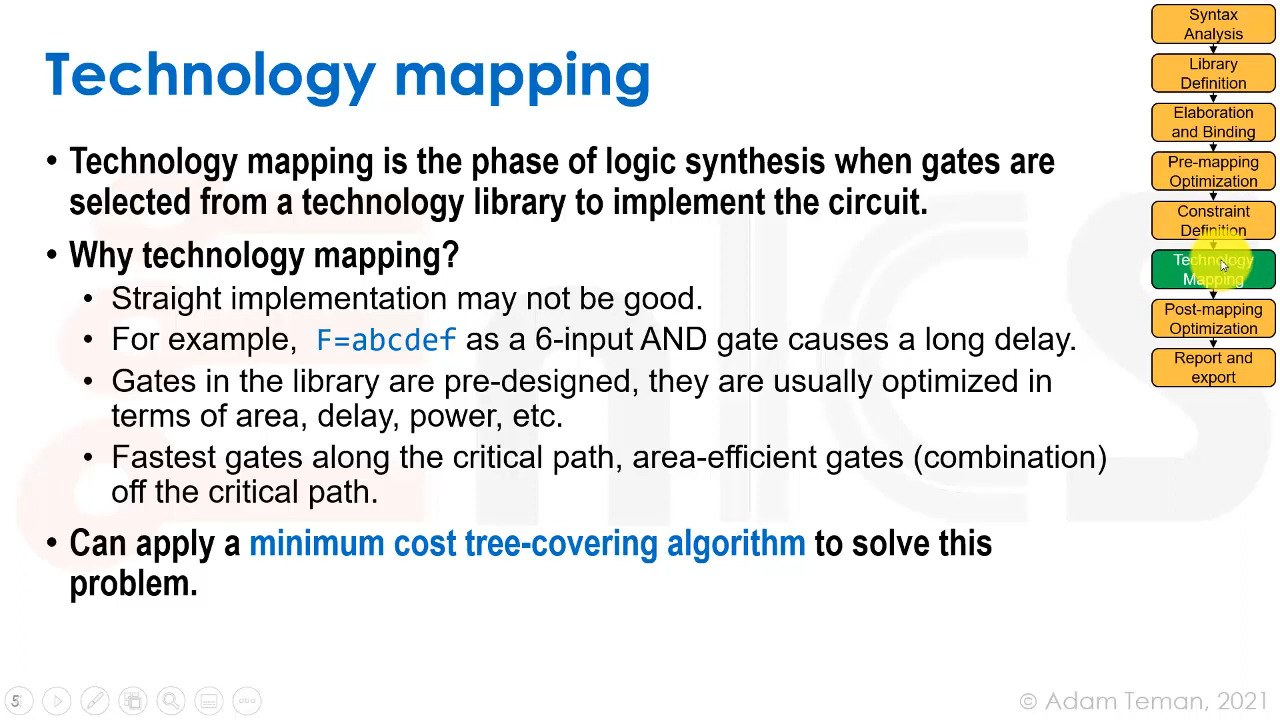 Technology mapping
• Technology mapping is the phase of logic synthesis when gates are
selected from a technology library to implement the circuit.
• Why technology mapping?
• Straight implementation may not be good.
• For example, F=abcdef as a 6-input AND gate causes a long delay.
• Gates in the library are pre-designed, they are usually optimized in
terms of area, delay, power, etc.
• Fastest gates along the critical path, area-efficient gates (combination)
off the critical path.
• Can apply a minimum cost tree-covering algorithm to solve this
problem.
Syntax
Analysis
Library
Definition
Elaboration
and Binding
Pre-mapping
Optimization
Constraint
Definition
Technology
Mapping
Post-mapping
Optimization
Report and
export
5
© Adam Teman, 2021